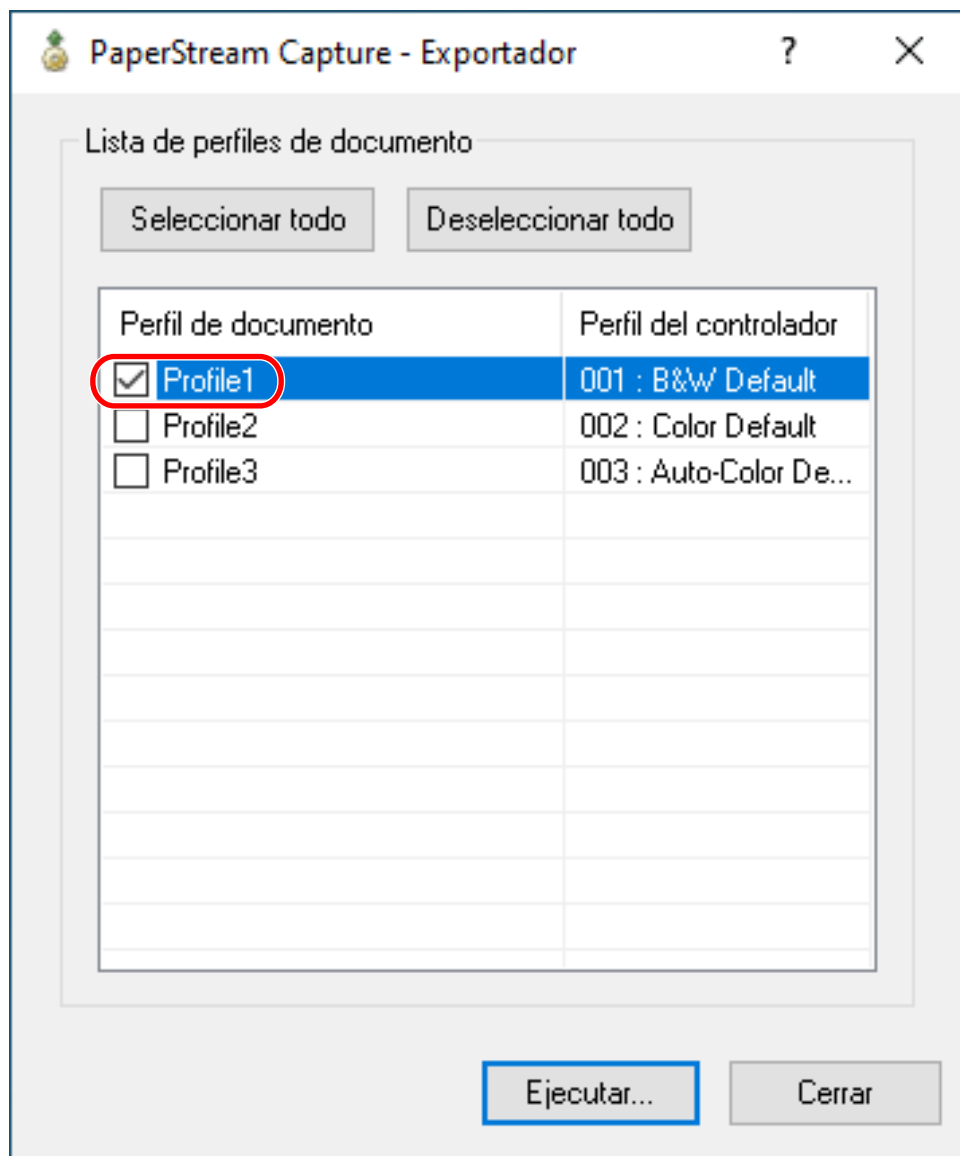 PaperStream Capture - Exportador ?
Lista de perfiles de documento
Seleccionar todo Deseleccionar todo
Perfil de documento Perfil del controlador
Profile1 001 : B&W Default
Profile2 002 : Color Default
Profile3 003 : Auto-Color De...
Ejecutar... Cerrar